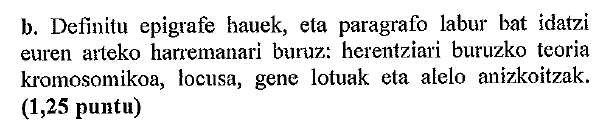 b. Definitu epigrafe hauek, eta paragrafo labur bat idatzi
euren arteko harremanari buruz: herentziari buruzko teoria
kromosomikoa, locusa, gene lotuak eta alelo anizkoitzak.
(1,25 puntu)